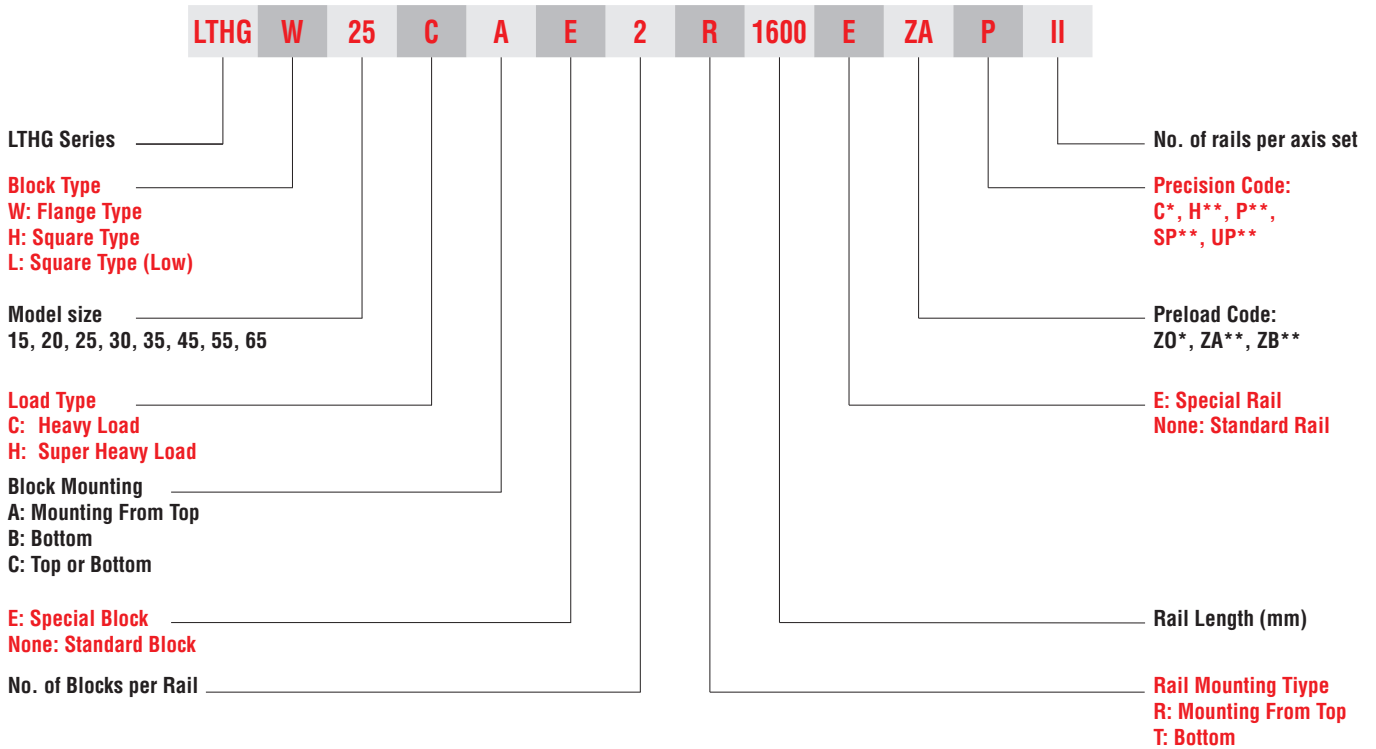 LTHG W 25 C A E 2 R 1600 E ZA P II
LTHG Series
Block Type
W: Flange Type
H: Square Type
L: Square Type (Low)
Model size
15, 20, 25, 30, 35, 45, 55, 65
Load Type
C: Heavy Load
H: Super Heavy Load
Block Mounting
A: Mounting From Top
B: Bottom
C: Top or Bottom
E: Special Block
None: Standard Block
No. of Blocks per Rail
No. of rails per axis set
Precision Code:
C*, H**, P**,
SP**, UP**
Preload Code:
ZO*, ZA**, ZB**
E: Special Rail
None: Standard Rail
Rail Length (mm)
Rail Mounting Tiype
R: Mounting From Top
T: Bottom